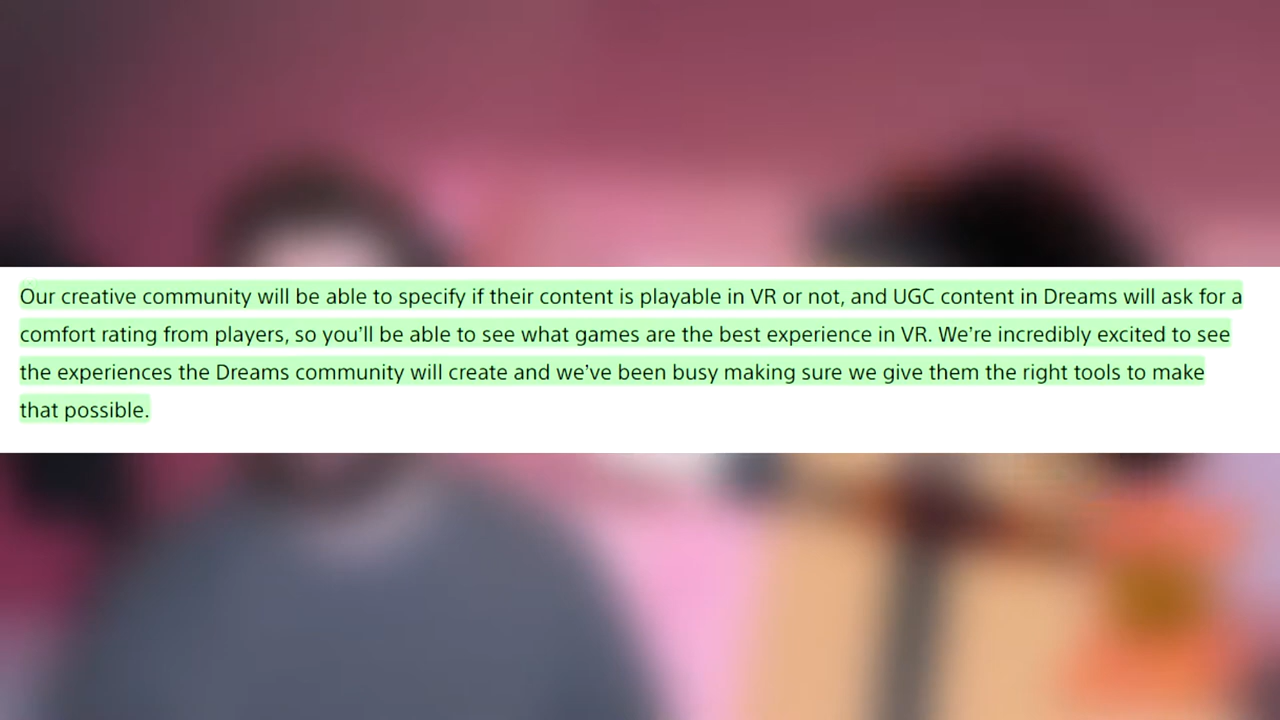 Our creative community will be able to specify if their content is playable in VR or not, and UGC content in Dreams will ask for a
comfort rating from players, so you’ll be able to see what games are the best experience in VR. We’re incredibly excited to see
the experiences the Dreams community will create and we’ve been busy making sure we give them the right tools to make
that possible.